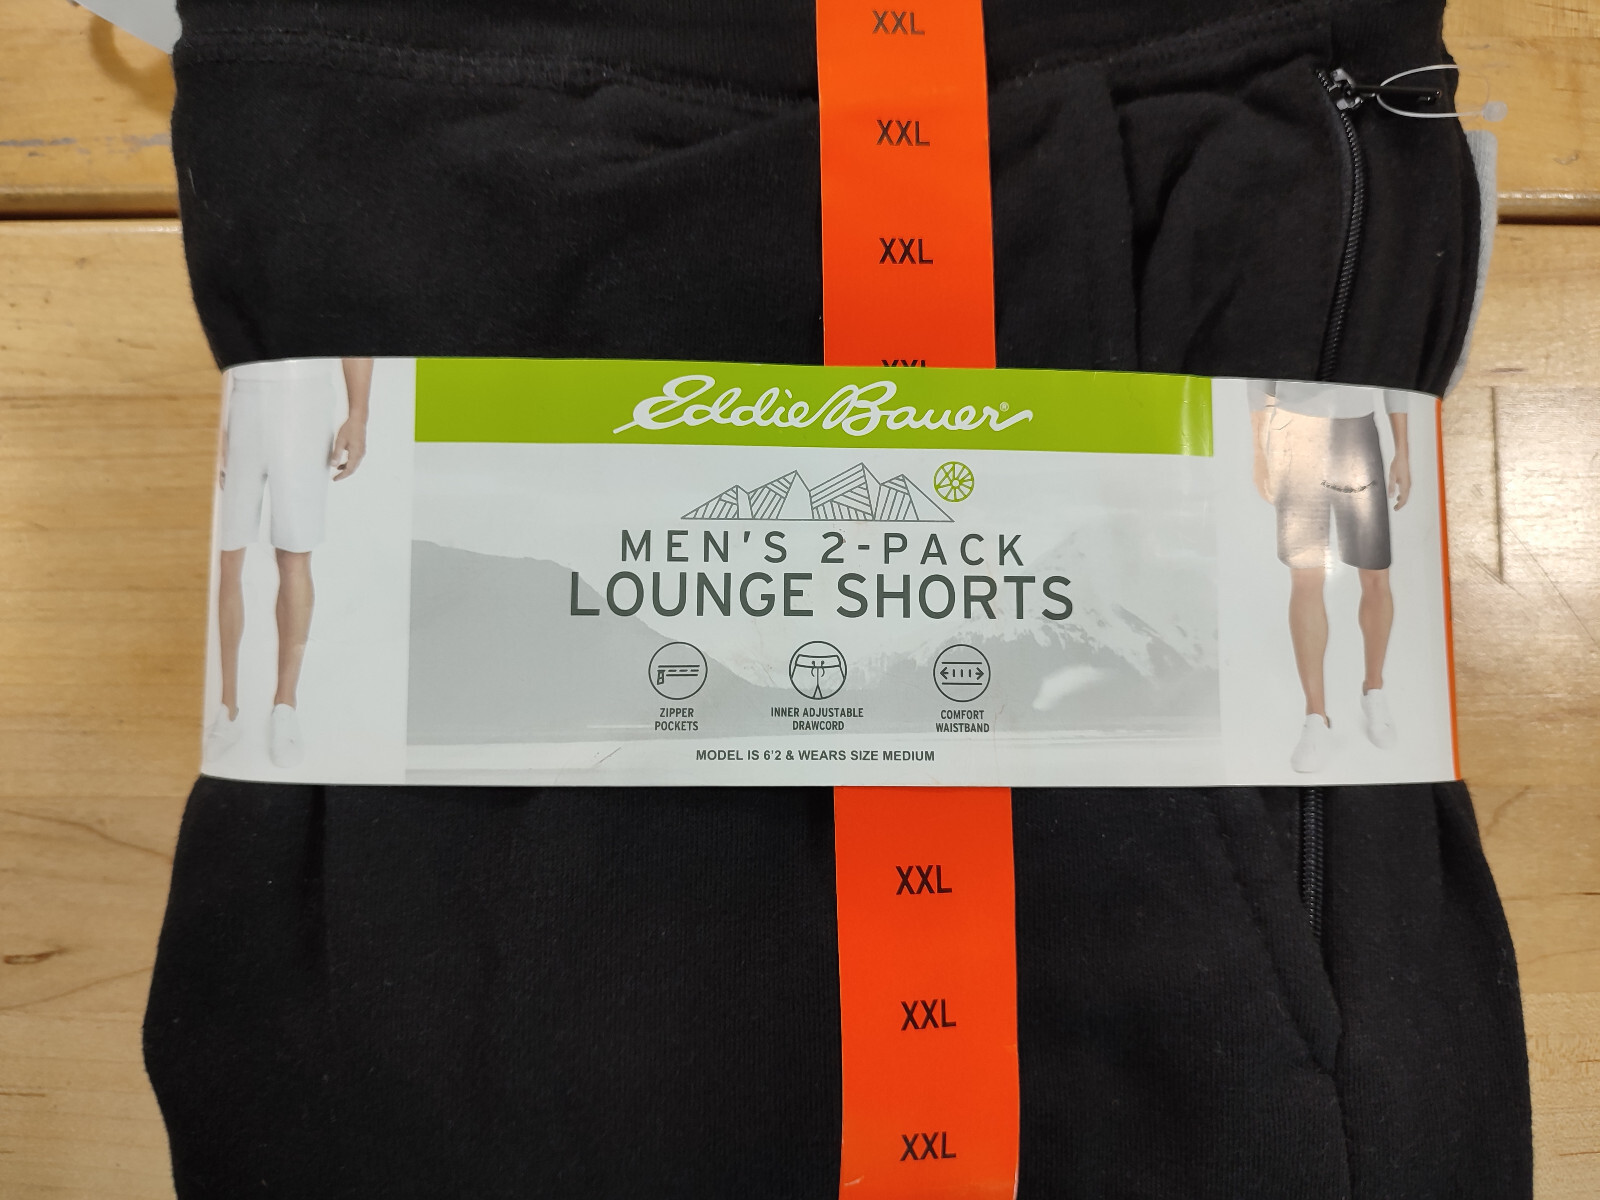 XXL
XXL
XXL
XXL
Eddie Bauer®
MEN'S 2-PACK
LOUNGE SHORTS
ZIPPER
POCKETS
INNER ADJUSTABLE
DRAWCORD
COMFORT
WAISTBAND
MODEL IS 6'2 & WEARS SIZE MEDIUM
XXL
XXL
XXL